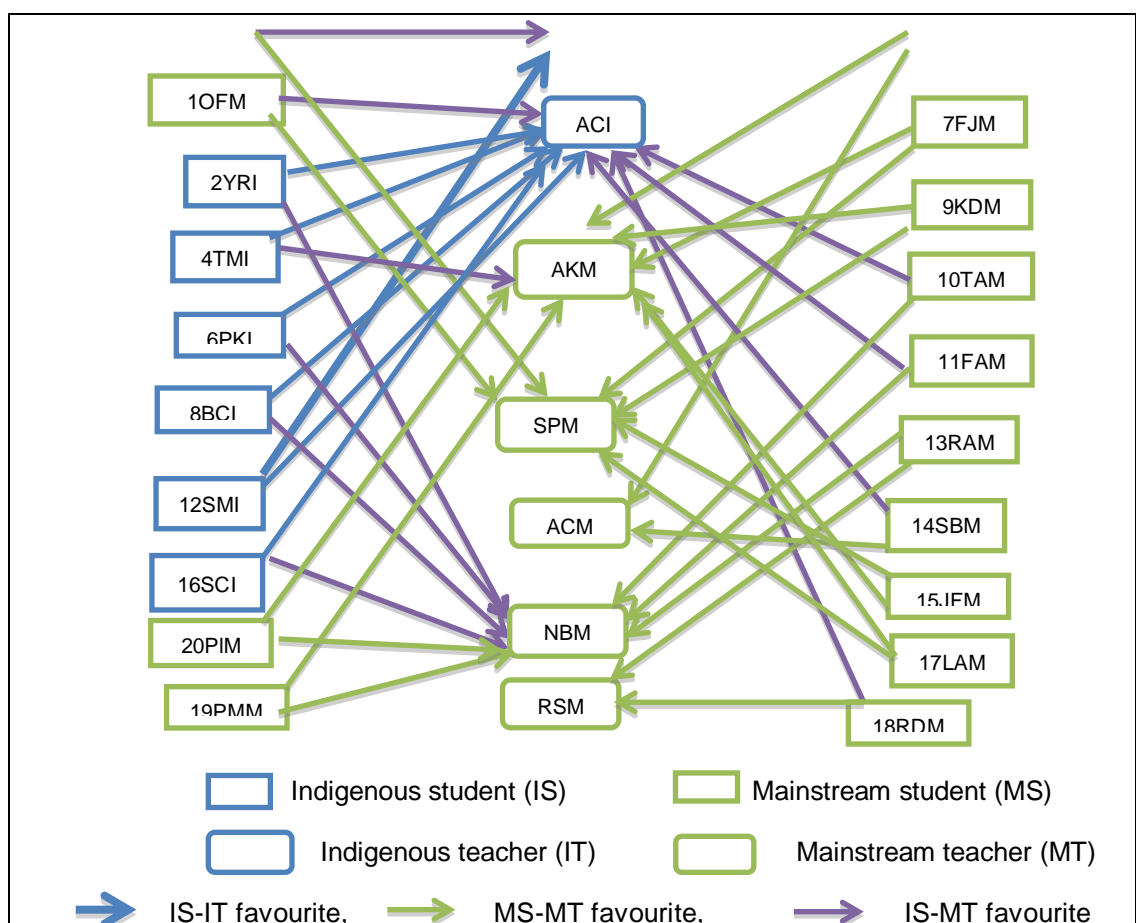 1OFM
ACI
7FJM
2YRI
9KDM
4TMI
AKM
10TAM
6PKI
11FAM
8BCI
SPM
13RAM
12SMI
ACM
14SBM
16SCI
15JFM
20PIM
NBM
17LAM
19PMM
RSM
18RDM
Indigenous student (IS)
Mainstream student (MS)
Indigenous teacher (IT)
Mainstream teacher (MT)
IS-IT favourite,
MS-MT favourite,
IS-MT favourite